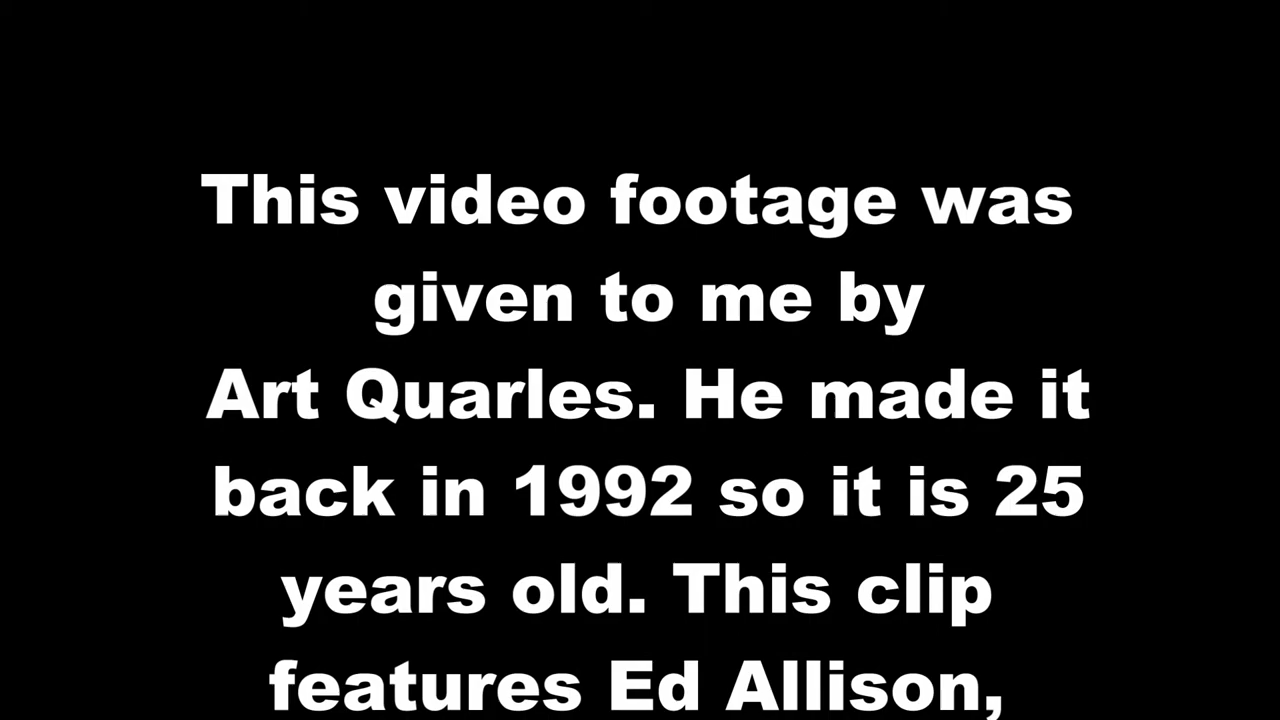 This video footage was
given to me by
Art Quarles. He made it
back in 1992 so it is 25
years old. This clip
features Ed Allison,